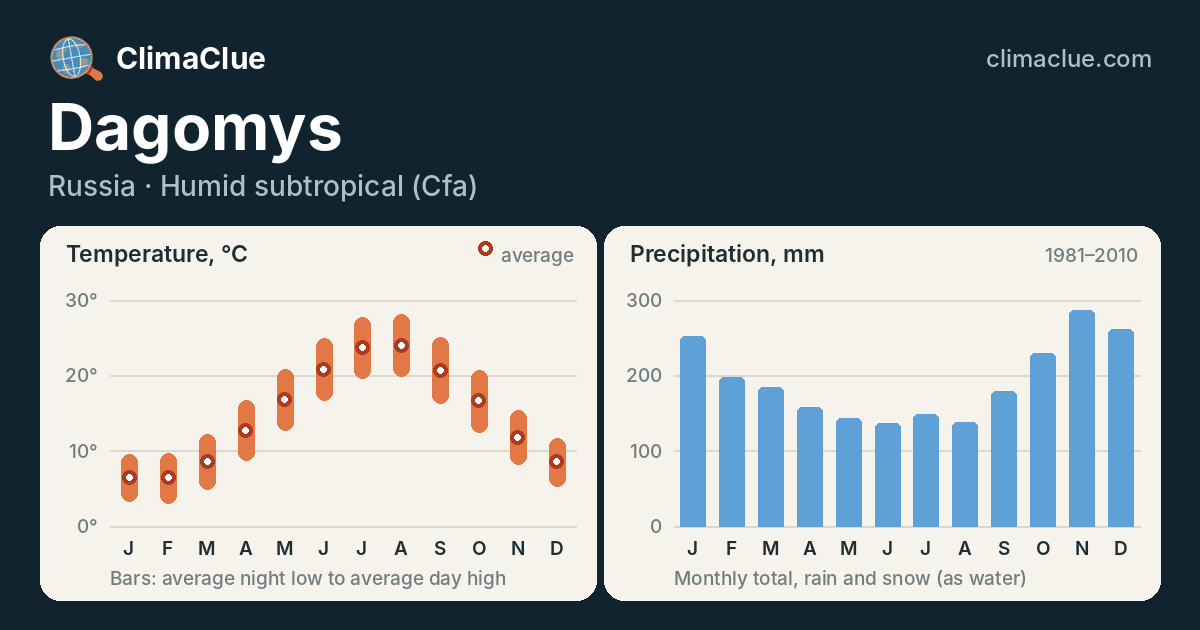 ClimaClue
climaclue.com
Dagomys
Russia · Humid subtropical (Cfa)
Temperature, °C
average
30°
20°
10°
0°
J F M A M J J A S O N D
Bars: average night low to average day high
Precipitation, mm
1981–2010
300
200
100
0
J F M A M J J A S O N D
Monthly total, rain and snow (as water)